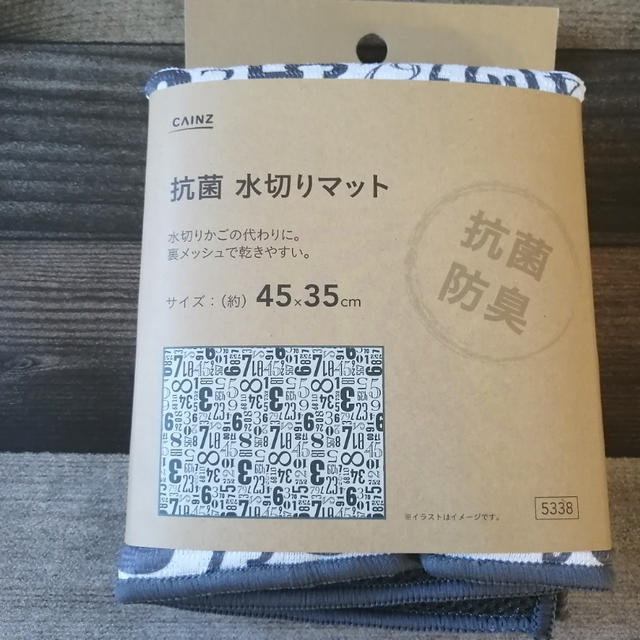 CAINZ
抗菌 水切りマット
水切りかごの代わりに。
裏メッシュで乾きやすい。
サイズ：（約） 45×35cm
抗菌
防臭
※イラストはイメージです。
5338